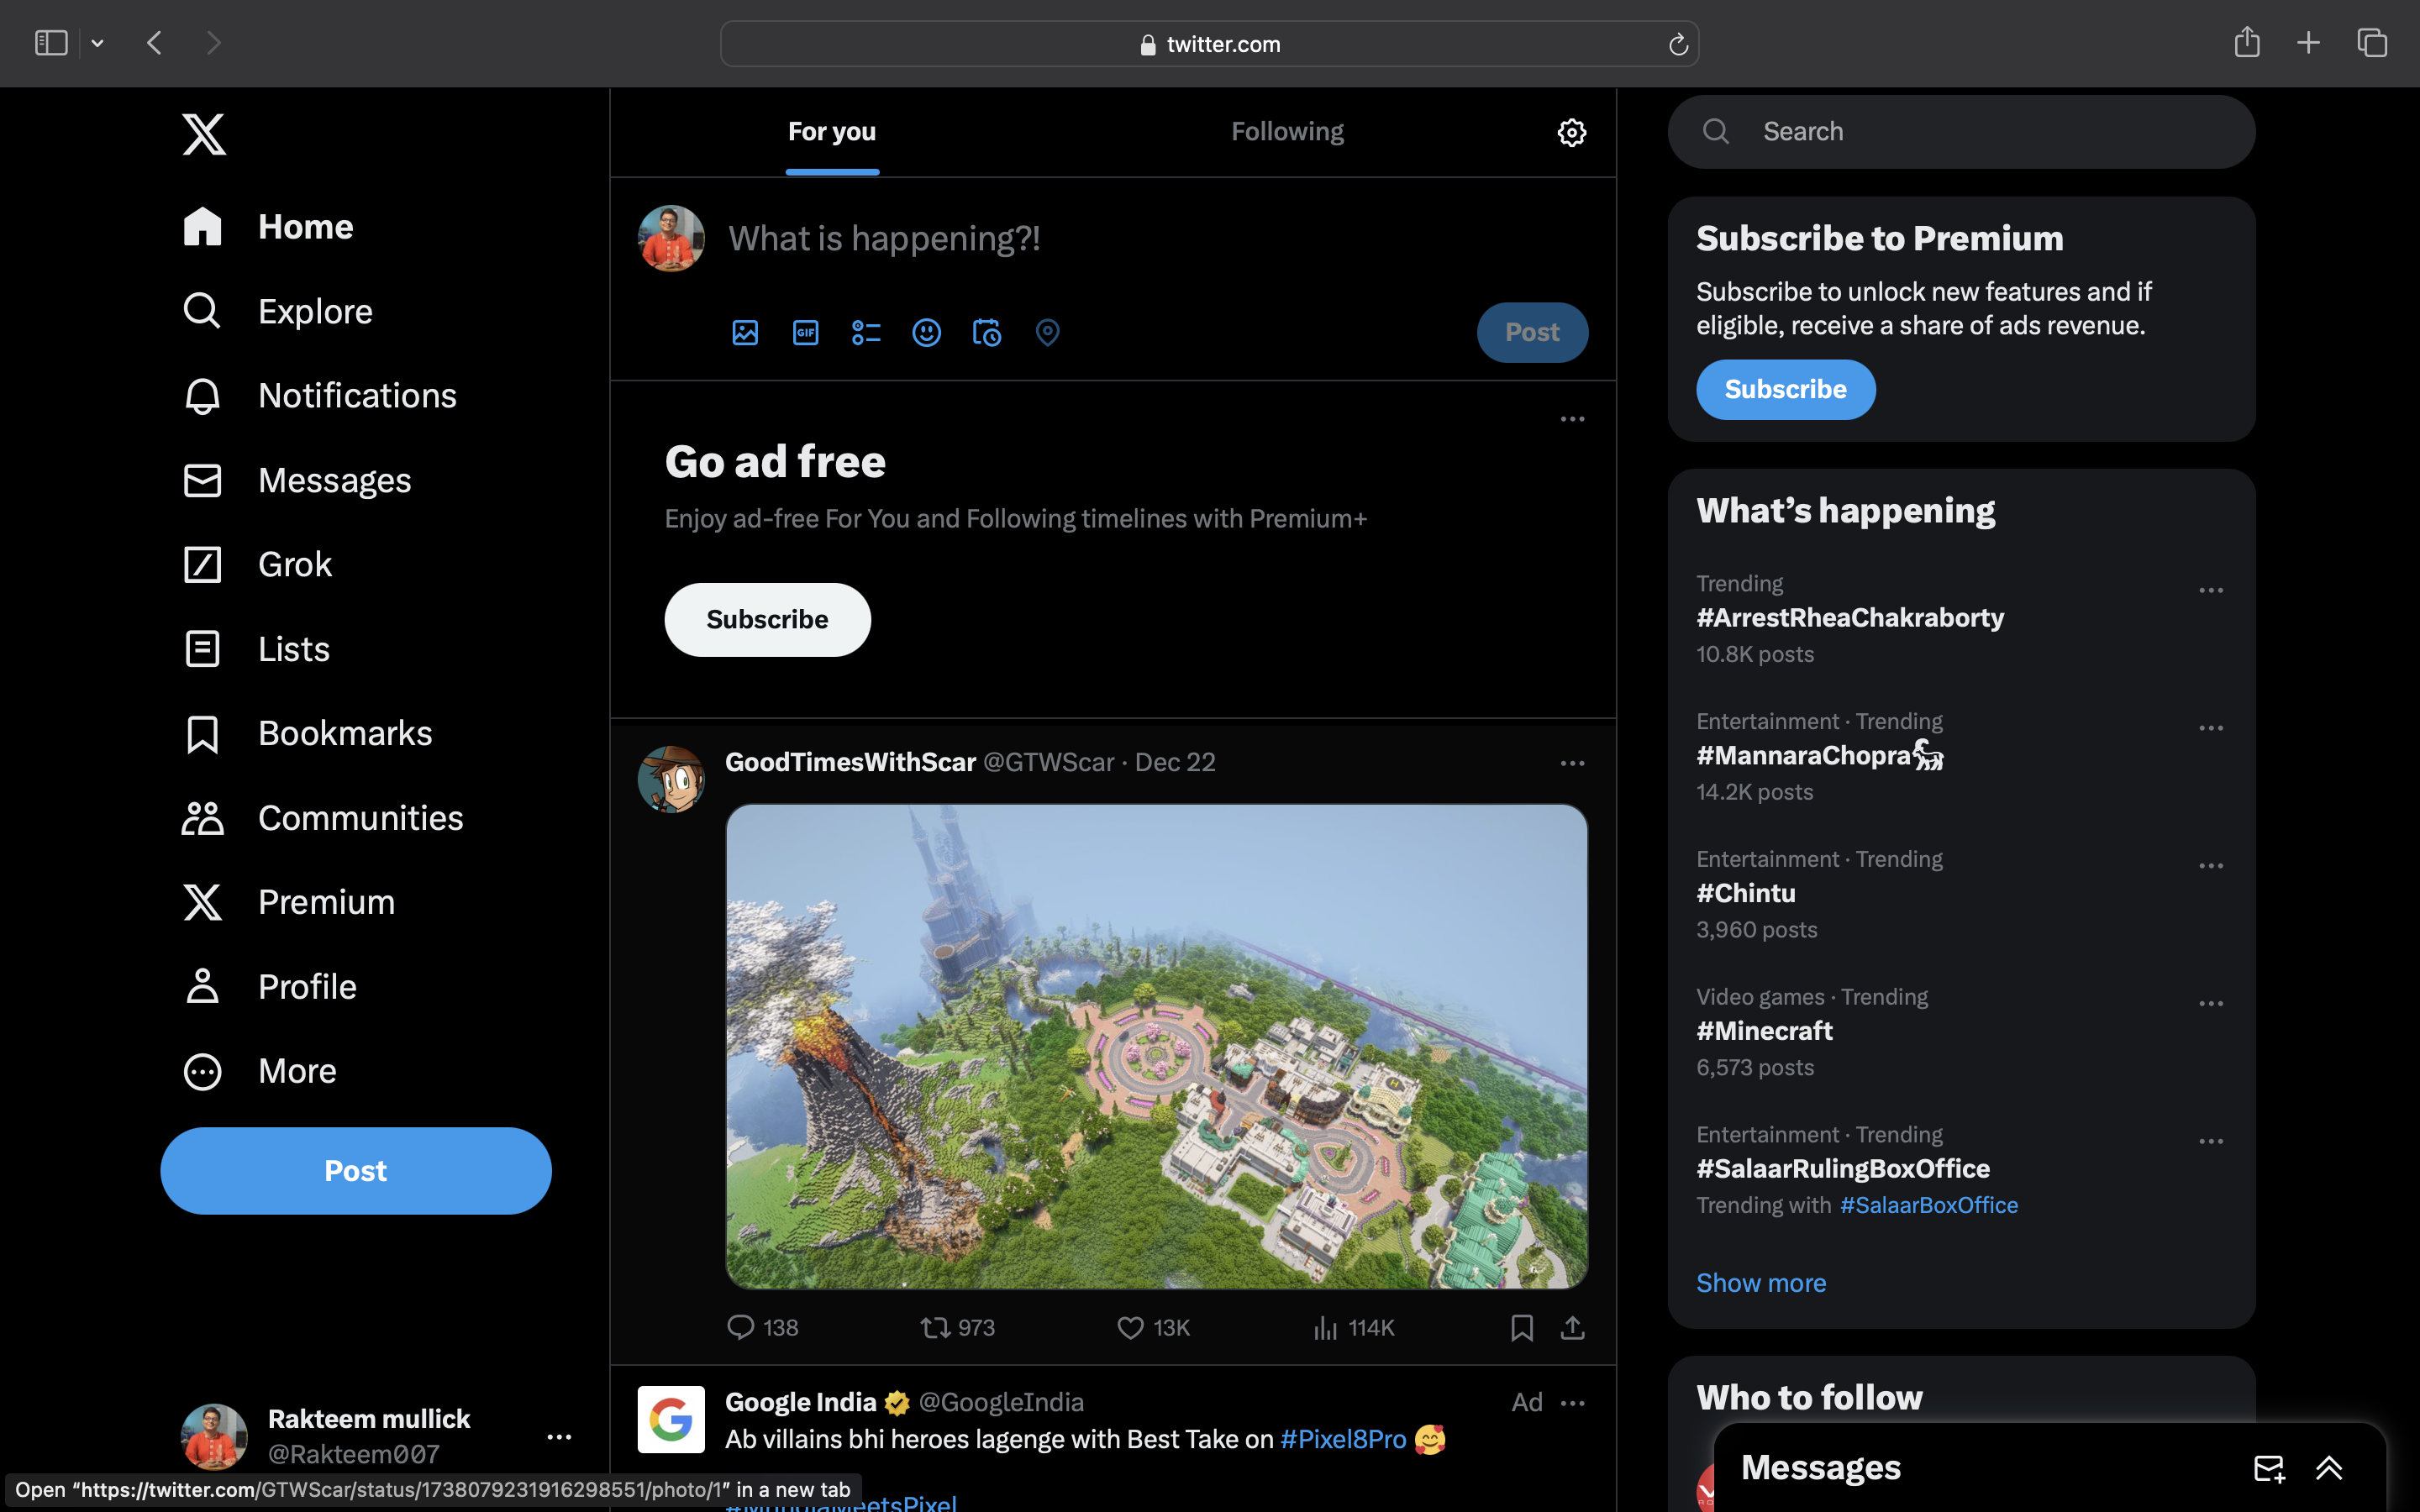 twitter.com
Home
Explore
Notifications
Messages
Grok
Lists
Bookmarks
Communities
Premium
Profile
More
Post
Rakteem mullick
@Rakteem007
Open “https://twitter.com/GTWScar/status/1738079231916298551/photo/1” in a new tab
For you
Following
What is happening?!
GIF
Post
Go ad free
Enjoy ad-free For You and Following timelines with Premium+
Subscribe
GoodTimesWithScar @GTWScar · Dec 22
138 973 13K 114K
Google India @GoogleIndia Ad
Ab villains bhi heroes lagenge with Best Take on #Pixel8Pro 🥰
Search
Subscribe to Premium
Subscribe to unlock new features and if
eligible, receive a share of ads revenue.
Subscribe
What’s happening
Trending
#ArrestRheaChakraborty
10.8K posts
Entertainment · Trending
#MannaraChopra🐐
14.2K posts
Entertainment · Trending
#Chintu
3,960 posts
Video games · Trending
#Minecraft
6,573 posts
Entertainment · Trending
#SalaarRulingBoxOffice
Trending with #SalaarBoxOffice
Show more
Who to follow
Messages